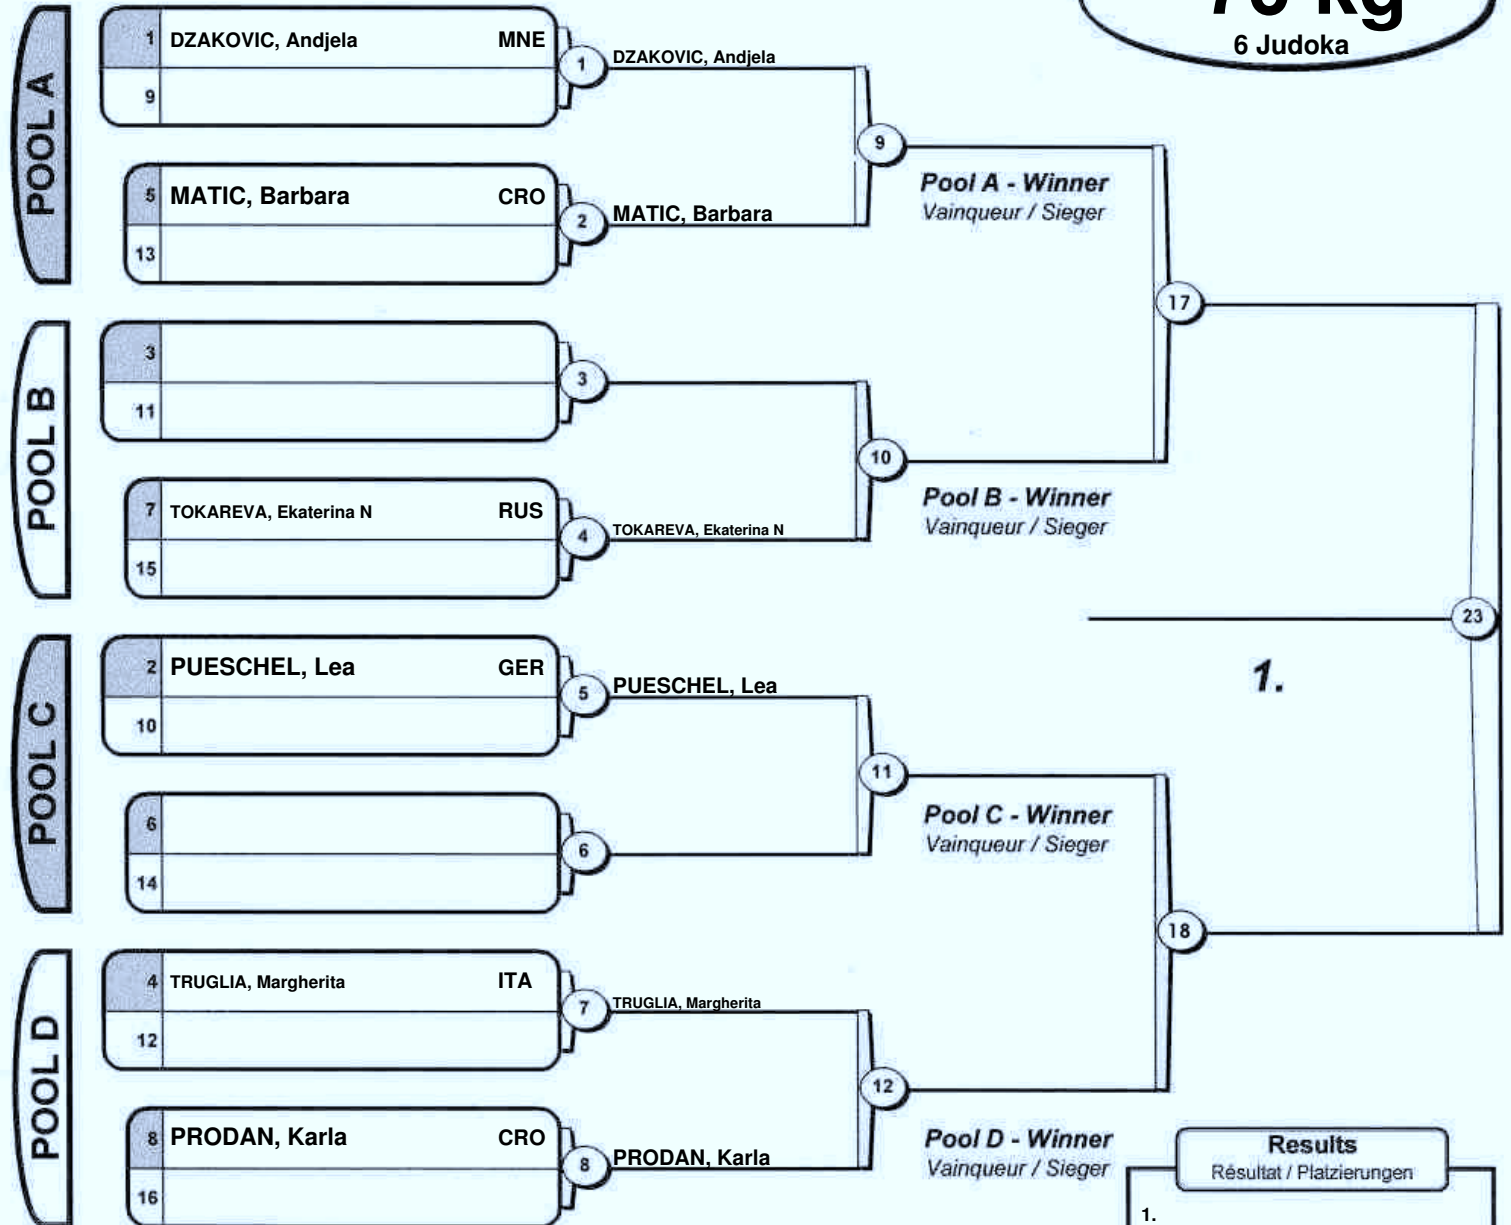 70 kg
6 Judoka
POOL A
1 DZAKOVIC, Andjela MNE
9
1
DZAKOVIC, Andjela
5 MATIC, Barbara CRO
13
2
MATIC, Barbara
9
Pool A - Winner
Vainqueur / Sieger
POOL B
3
11
3
7 TOKAREVA, Ekaterina N RUS
15
4
TOKAREVA, Ekaterina N
10
Pool B - Winner
Vainqueur / Sieger
17
POOL C
2 PUESCHEL, Lea GER
10
5
PUESCHEL, Lea
6
14
6
11
Pool C - Winner
Vainqueur / Sieger
23
1.
POOL D
4 TRUGLIA, Margherita ITA
12
7
TRUGLIA, Margherita
8 PRODAN, Karla CRO
16
8
PRODAN, Karla
12
Pool D - Winner
Vainqueur / Sieger
18
Results
Résultat / Platzierungen
1.